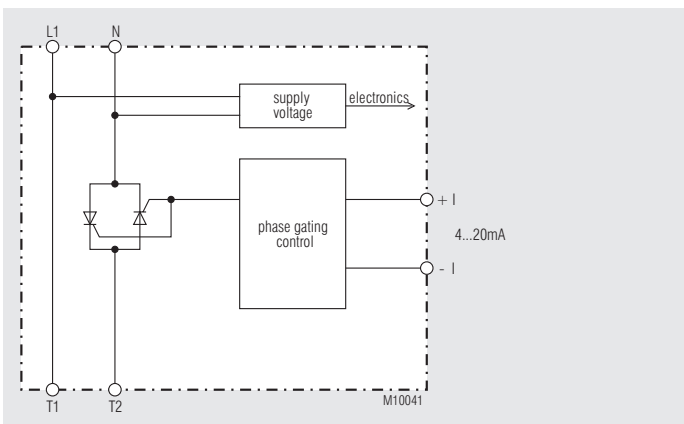 L1 N
supply
voltage
electronics
phase gating
control
+ I
4...20mA
- I
T1 T2
M10041